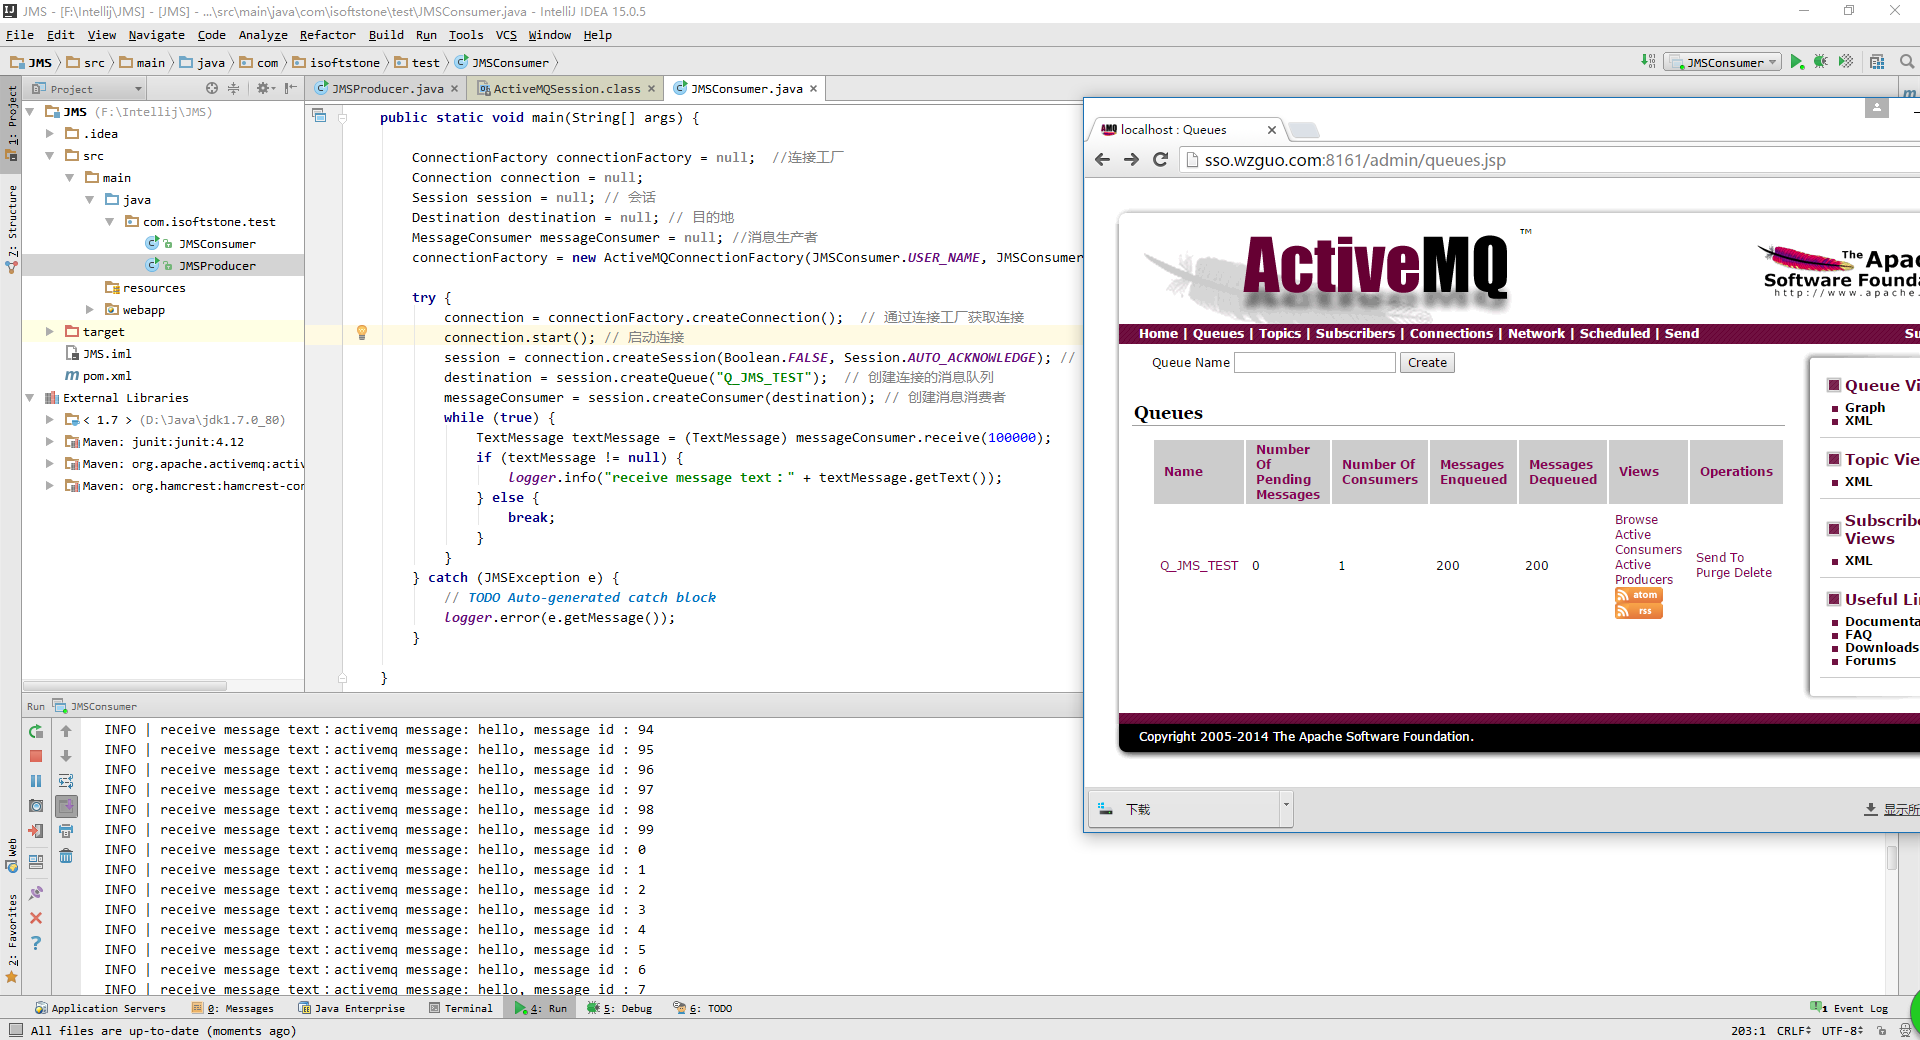 JMS - [F:\Intellij\JMS] - [JMS] - ...\src\main\java\com\isoftstone\test\JMSConsumer.java - IntelliJ IDEA 15.0.5
File Edit View Navigate Code Analyze Refactor Build Run Tools VCS Window Help
JMS src main java com isoftstone test JMSConsumer
JMSConsumer
1: Project
7: Structure
Web
2: Favorites
Project
JMS (F:\Intellij\JMS)
.idea
src
main
java
com.isoftstone.test
JMSConsumer
JMSProducer
resources
webapp
target
JMS.iml
pom.xml
External Libraries
< 1.7 > (D:\Java\jdk1.7.0_80)
Maven: junit:junit:4.12
Maven: org.apache.activemq:activ
Maven: org.hamcrest:hamcrest-cor
JMSProducer.java ActiveMQSession.class JMSConsumer.java
public static void main(String[] args) {
ConnectionFactory connectionFactory = null; //连接工厂
Connection connection = null;
Session session = null; // 会话
Destination destination = null; // 目的地
MessageConsumer messageConsumer = null; //消息生产者
connectionFactory = new ActiveMQConnectionFactory(JMSConsumer.USER_NAME, JMSConsumer
try {
connection = connectionFactory.createConnection(); // 通过连接工厂获取连接
connection.start(); // 启动连接
session = connection.createSession(Boolean.FALSE, Session.AUTO_ACKNOWLEDGE); //
destination = session.createQueue("Q_JMS_TEST"); // 创建连接的消息队列
messageConsumer = session.createConsumer(destination); // 创建消息消费者
while (true) {
TextMessage textMessage = (TextMessage) messageConsumer.receive(100000);
if (textMessage != null) {
logger.info("receive message text：" + textMessage.getText());
} else {
break;
}
}
} catch (JMSException e) {
// TODO Auto-generated catch block
logger.error(e.getMessage());
}
}
localhost : Queues
sso.wzguo.com:8161/admin/queues.jsp
ActiveMQ ™
The Apac
Software Founda
http://www.apache.
Home | Queues | Topics | Subscribers | Connections | Network | Scheduled | Send
Su
Queue Name Create
Queues
Name Number Of Pending Messages Number Of Consumers Messages Enqueued Messages Dequeued Views Operations
Q_JMS_TEST 0 1 200 200
Browse
Active
Consumers
Active
Producers
atom
rss
Send To
Purge Delete
Queue Vi
Graph
XML
Topic Vie
XML
Subscribe
Views
XML
Useful Li
Documenta
FAQ
Downloads
Forums
Copyright 2005-2014 The Apache Software Foundation.
下载
显示所
Run JMSConsumer
INFO | receive message text：activemq message: hello, message id : 94
INFO | receive message text：activemq message: hello, message id : 95
INFO | receive message text：activemq message: hello, message id : 96
INFO | receive message text：activemq message: hello, message id : 97
INFO | receive message text：activemq message: hello, message id : 98
INFO | receive message text：activemq message: hello, message id : 99
INFO | receive message text：activemq message: hello, message id : 0
INFO | receive message text：activemq message: hello, message id : 1
INFO | receive message text：activemq message: hello, message id : 2
INFO | receive message text：activemq message: hello, message id : 3
INFO | receive message text：activemq message: hello, message id : 4
INFO | receive message text：activemq message: hello, message id : 5
INFO | receive message text：activemq message: hello, message id : 6
INFO | receive message text：activemq message: hello, message id : 7
Application Servers 0: Messages Java Enterprise Terminal 4: Run 5: Debug 6: TODO 1 Event Log
All files are up-to-date (moments ago) 203:1 CRLF UTF-8